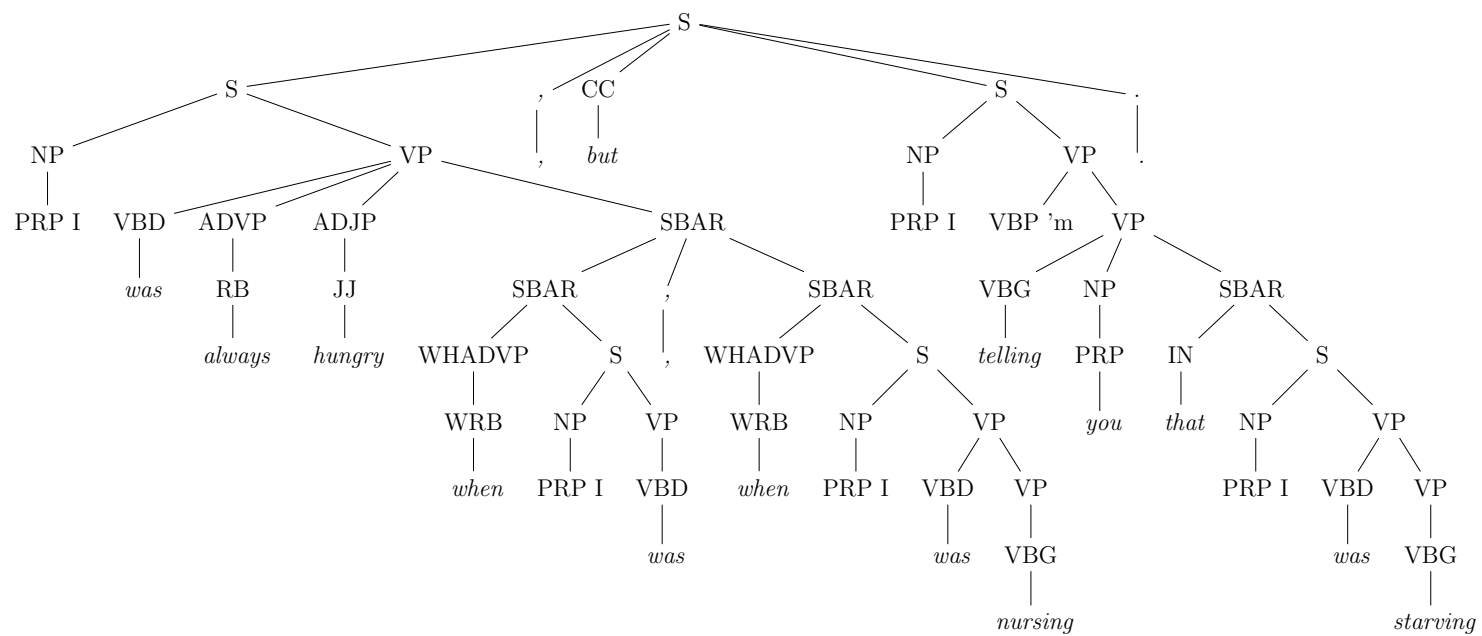 S
S , CC S .
NP VP , but NP VP .
PRP I VBD ADVP ADJP SBAR PRP I VBP 'm VP
was RB JJ SBAR , SBAR VBG NP SBAR
always hungry WHADVP S , WHADVP S telling PRP IN S
WRB NP VP WRB NP VP you that NP VP
when PRP I VBD when PRP I VBD VP PRP I VBD VP
was was VBG was VBG
nursing starving